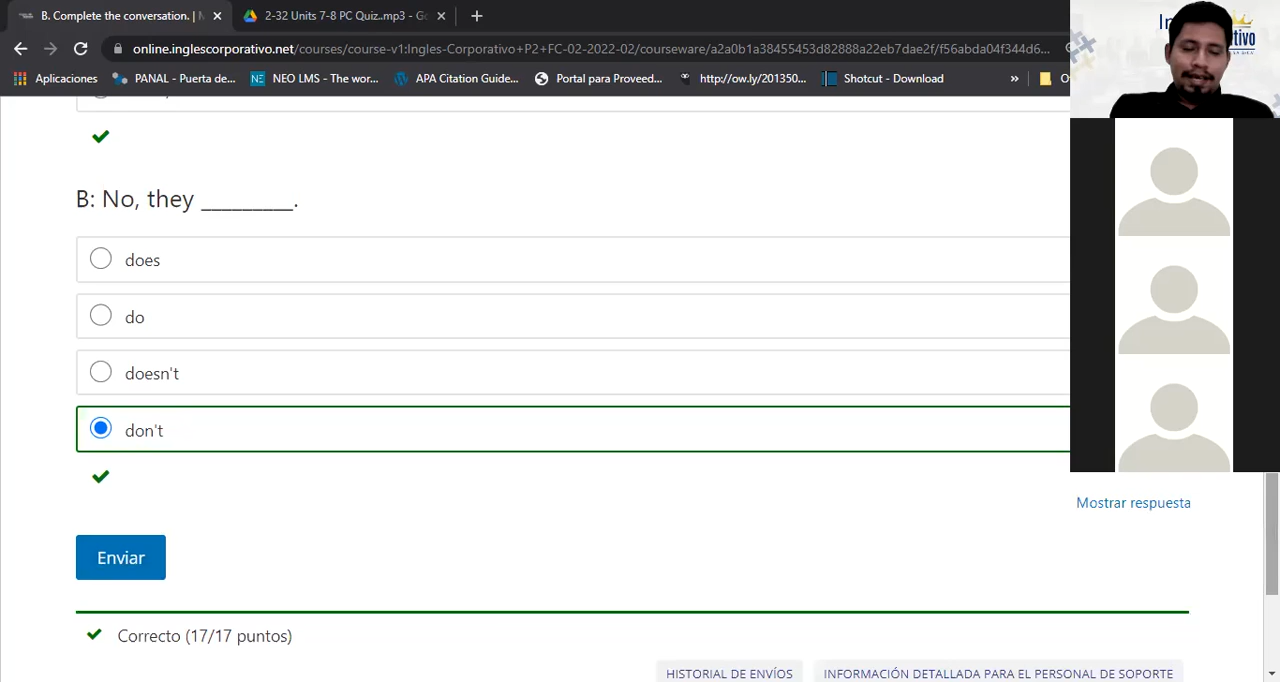 B. Complete the conversation. |
2-32 Units 7-8 PC Quiz..mp3 - G
online.inglescorporativo.net/courses/course-v1:Ingles-Corporativo+P2+FC-02-2022-02/courseware/a2a0b1a38455453d82888a22eb7dae2f/f56abda04f344d6...
Aplicaciones
PANAL - Puerta de...
NEO LMS - The wor...
APA Citation Guide...
Portal para Proveed...
http://ow.ly/201350...
Shotcut - Download
»
B: No, they _________.
does
do
doesn't
don't
Mostrar respuesta
Enviar
Correcto (17/17 puntos)
HISTORIAL DE ENVÍOS
INFORMACIÓN DETALLADA PARA EL PERSONAL DE SOPORTE